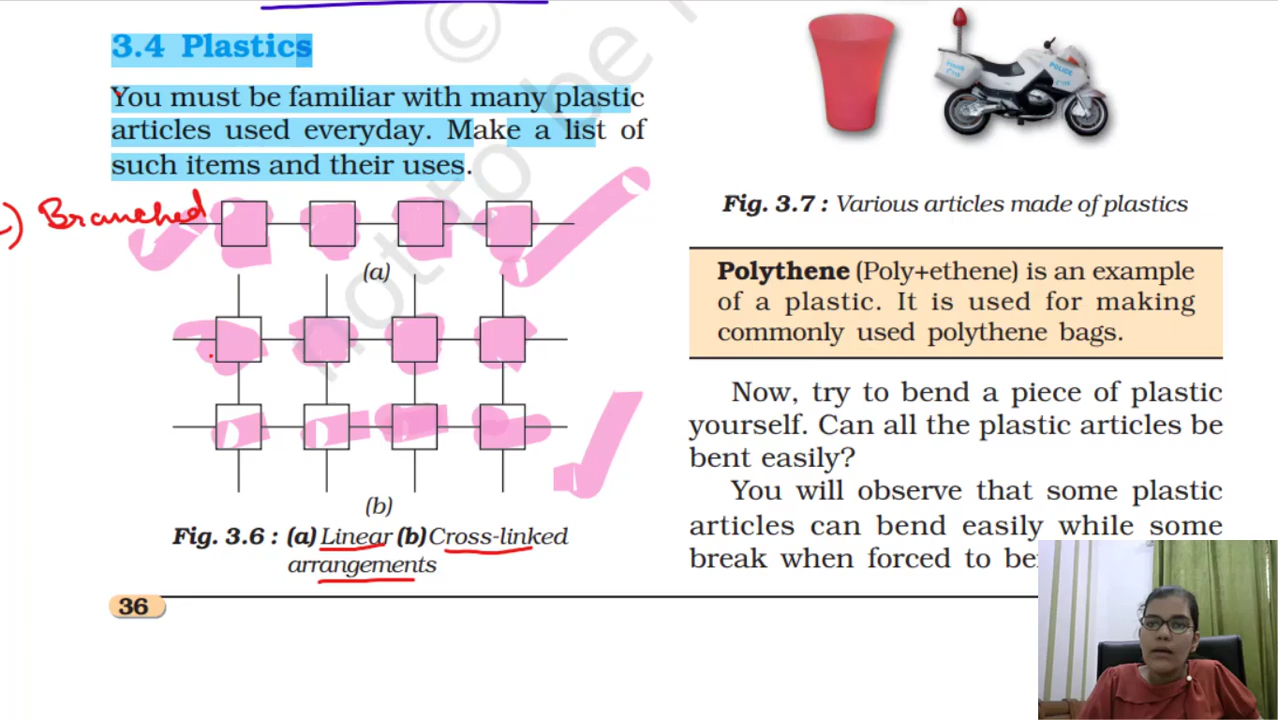 3.4 Plastics
You must be familiar with many plastic
articles used everyday. Make a list of
such items and their uses.
Branched
(a)
(b)
Fig. 3.6 : (a) Linear (b) Cross-linked
arrangements
36
© not to be
POLICE
Fig. 3.7 : Various articles made of plastics
Polythene (Poly+ethene) is an example
of a plastic. It is used for making
commonly used polythene bags.
Now, try to bend a piece of plastic
yourself. Can all the plastic articles be
bent easily?
You will observe that some plastic
articles can bend easily while some
break when forced to